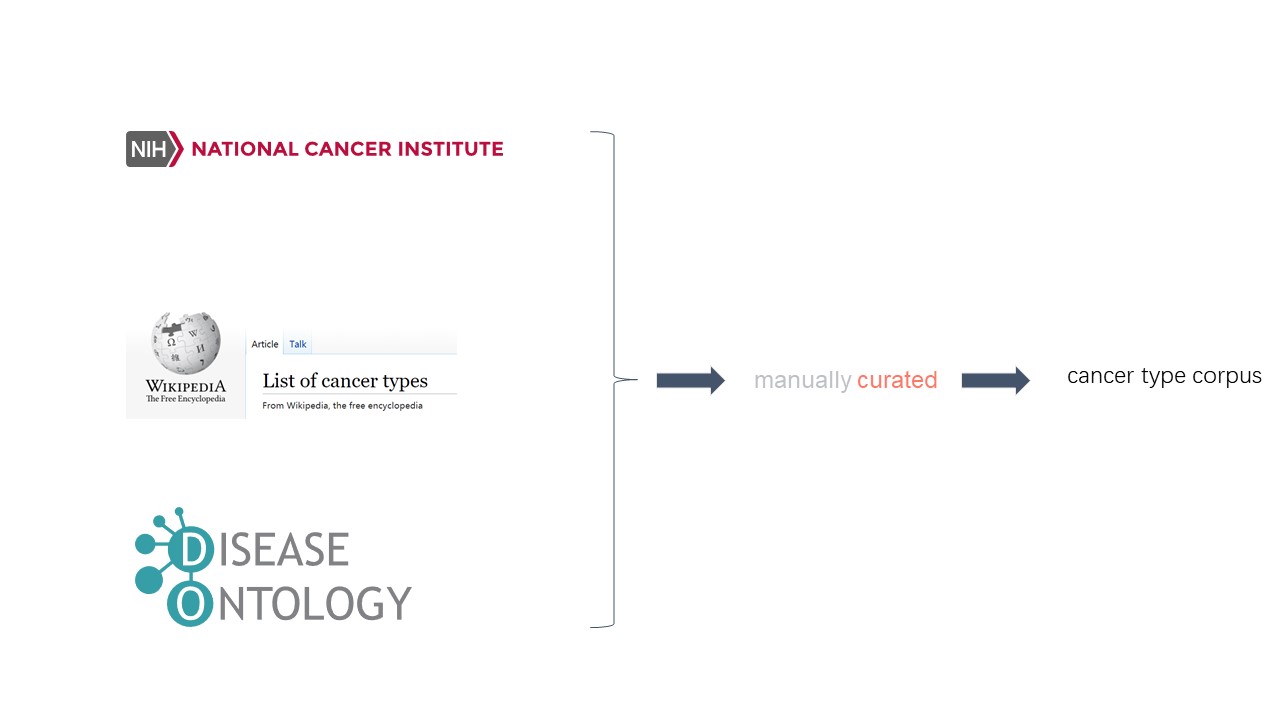 NIH NATIONAL CANCER INSTITUTE
WIKIPEDIA
The Free Encyclopedia
Article Talk
List of cancer types
From Wikipedia, the free encyclopedia
DISEASE
ONTOLOGY
manually curated
cancer type corpus